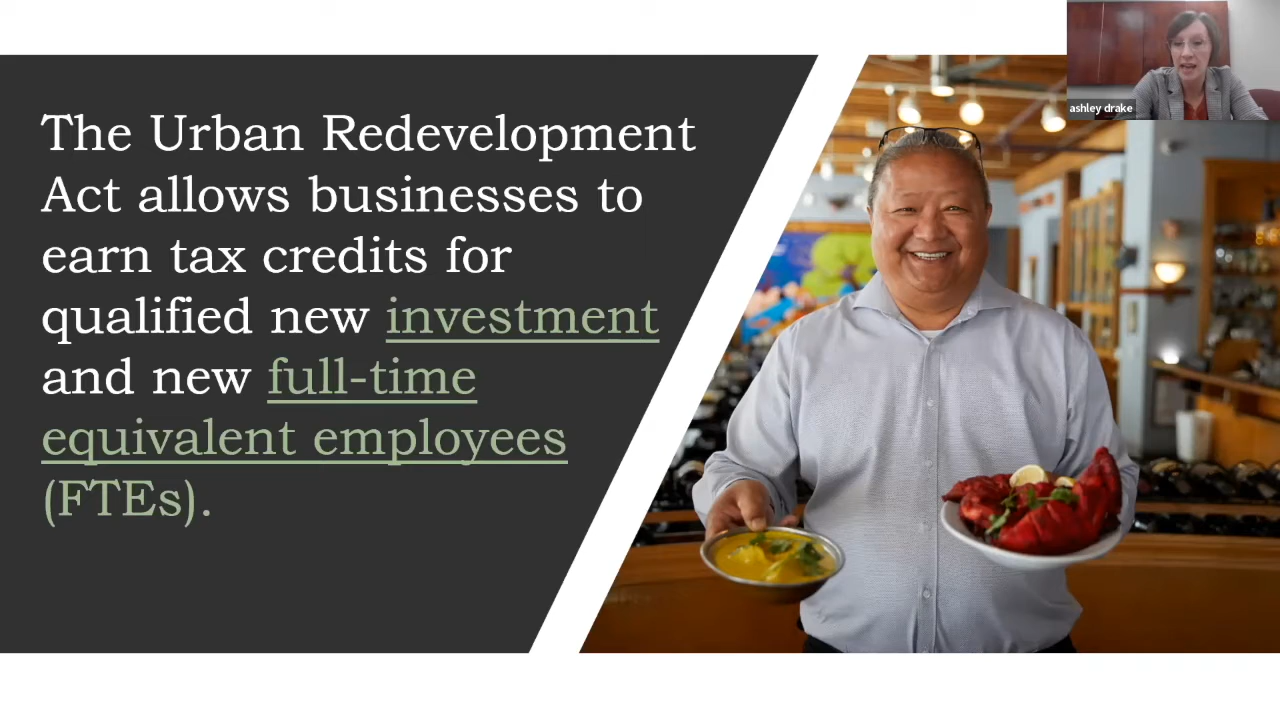 The Urban Redevelopment
Act allows businesses to
earn tax credits for
qualified new investment
and new full-time
equivalent employees
(FTEs).
ashley drake